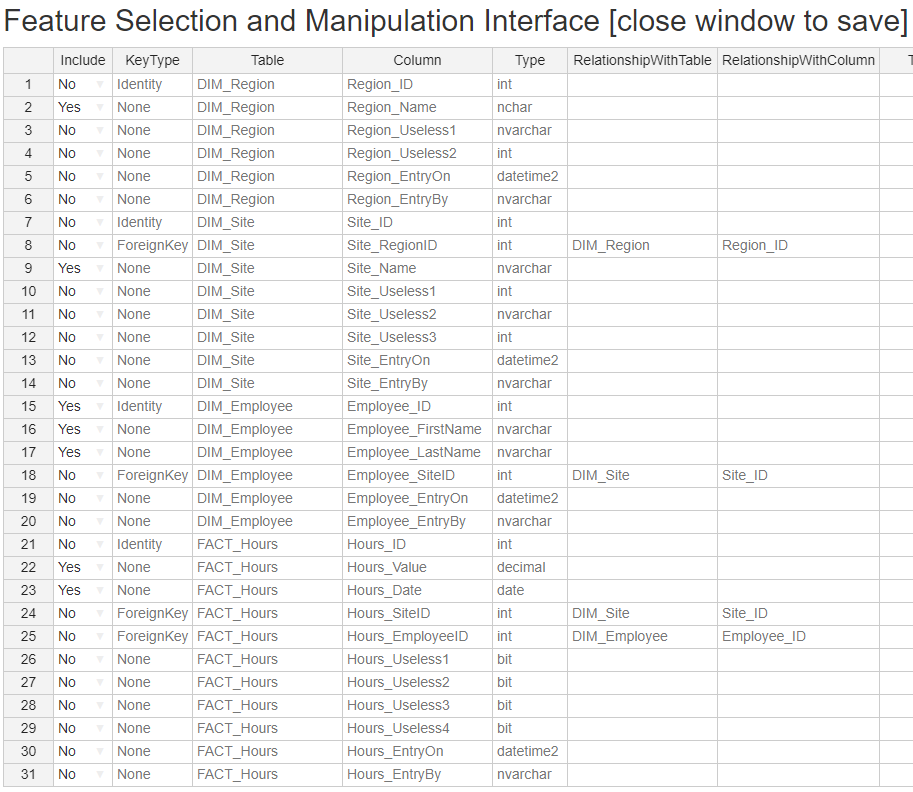 Feature Selection and Manipulation Interface [close window to save]
Include KeyType Table Column Type RelationshipWithTable RelationshipWithColumn
1 No Identity DIM_Region Region_ID int
2 Yes None DIM_Region Region_Name nchar
3 No None DIM_Region Region_Useless1 nvarchar
4 No None DIM_Region Region_Useless2 int
5 No None DIM_Region Region_EntryOn datetime2
6 No None DIM_Region Region_EntryBy nvarchar
7 No Identity DIM_Site Site_ID int
8 No ForeignKey DIM_Site Site_RegionID int DIM_Region Region_ID
9 Yes None DIM_Site Site_Name nvarchar
10 No None DIM_Site Site_Useless1 int
11 No None DIM_Site Site_Useless2 nvarchar
12 No None DIM_Site Site_Useless3 int
13 No None DIM_Site Site_EntryOn datetime2
14 No None DIM_Site Site_EntryBy nvarchar
15 Yes Identity DIM_Employee Employee_ID int
16 Yes None DIM_Employee Employee_FirstName nvarchar
17 Yes None DIM_Employee Employee_LastName nvarchar
18 No ForeignKey DIM_Employee Employee_SiteID int DIM_Site Site_ID
19 No None DIM_Employee Employee_EntryOn datetime2
20 No None DIM_Employee Employee_EntryBy nvarchar
21 No Identity FACT_Hours Hours_ID int
22 Yes None FACT_Hours Hours_Value decimal
23 Yes None FACT_Hours Hours_Date date
24 No ForeignKey FACT_Hours Hours_SiteID int DIM_Site Site_ID
25 No ForeignKey FACT_Hours Hours_EmployeeID int DIM_Employee Employee_ID
26 No None FACT_Hours Hours_Useless1 bit
27 No None FACT_Hours Hours_Useless2 bit
28 No None FACT_Hours Hours_Useless3 bit
29 No None FACT_Hours Hours_Useless4 bit
30 No None FACT_Hours Hours_EntryOn datetime2
31 No None FACT_Hours Hours_EntryBy nvarchar